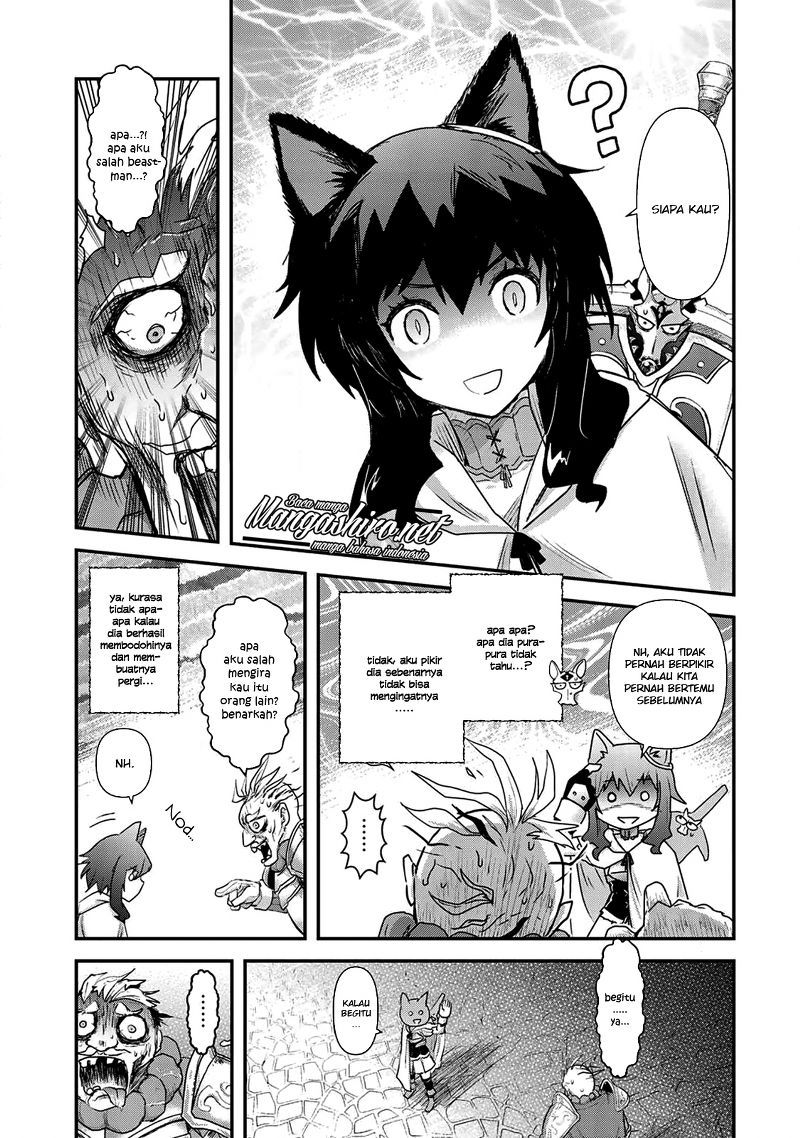 ?
SIAPA KAU?
apa...?!
apa aku
salah beast-
man...?
Baca manga
Mangashiro.net
manga bahasa indonesia
NH, AKU TIDAK
PERNAH BERPIKIR
KALAU KITA
PERNAH BERTEMU
SEBELUMNYA
apa apa?
apa dia pura-
pura tidak
tahu...?
tidak, aku pikir
dia sebenarnya
tidak bisa
mengingatnya
.....
......
apa
aku salah
mengira
kau itu
orang lain?
benarkah?
ya, kurasa
tidak apa-
apa kalau
dia berhasil
membodohinya
dan mem-
buatnya
pergi...
NH.
Nod...
begitu
.....
ya...
KALAU
BEGITU
...
.....